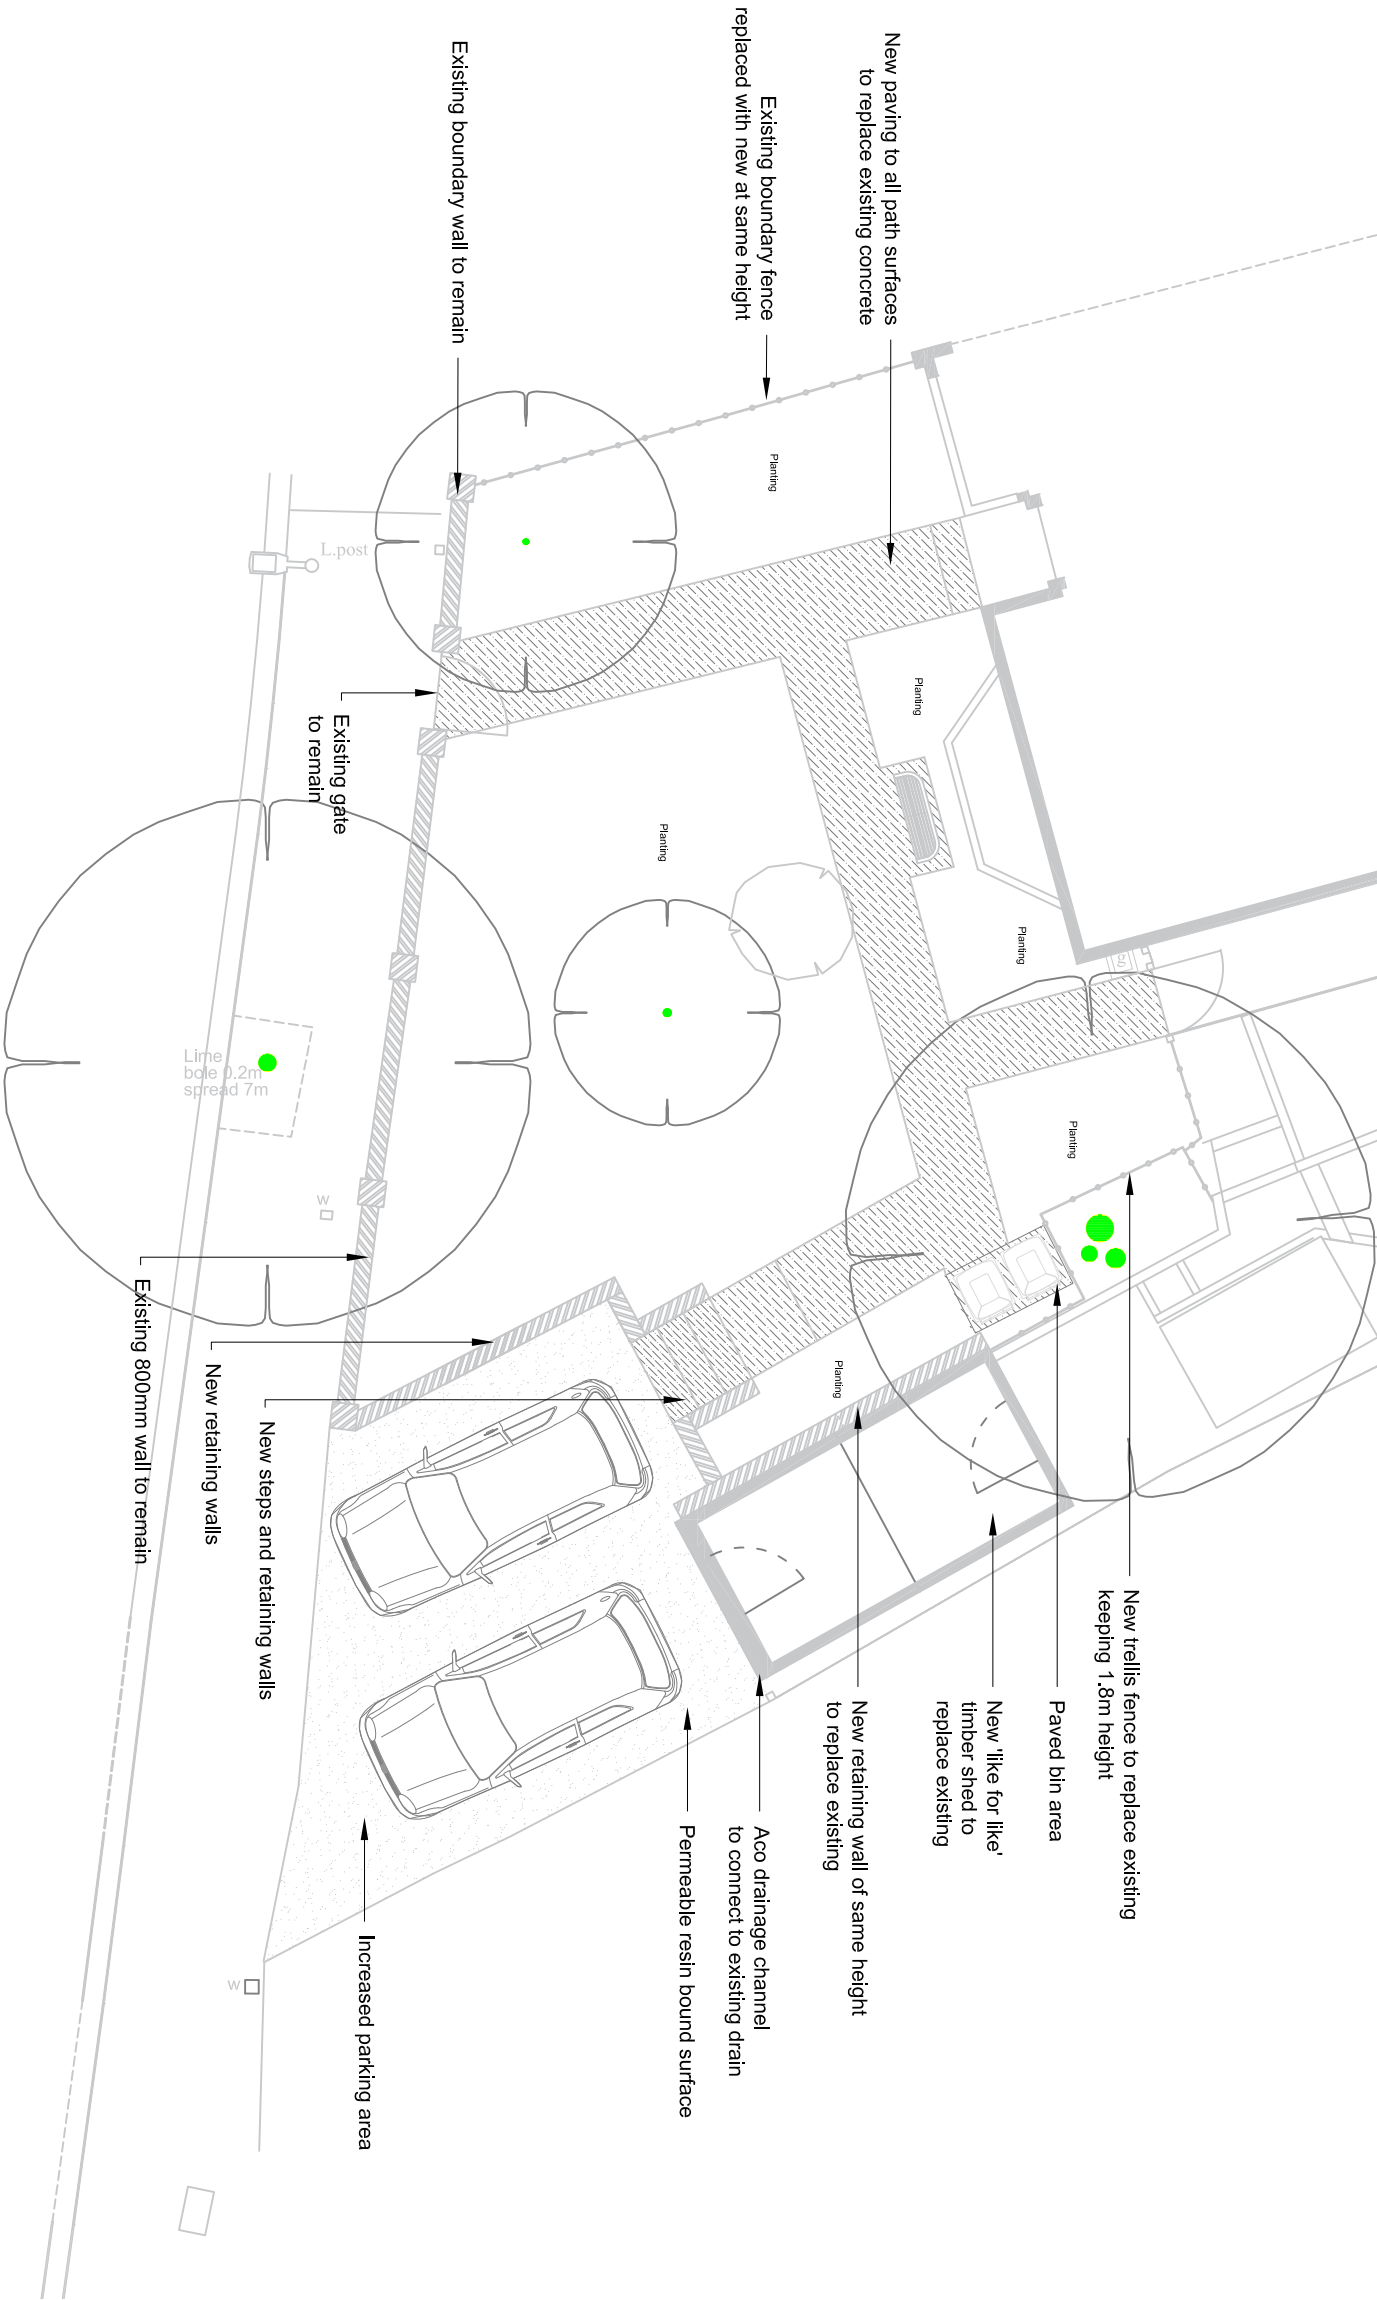 New paving to all path surfaces
to replace existing concrete
Existing boundary fence
replaced with new at same height
Existing boundary wall to remain
Planting
L.post
Existing gate
to remain
Planting
Planting
Planting
Planting
Planting
Lime
bole 0.2m
spread 7m
W
Existing 800mm wall to remain
New retaining walls
New steps and retaining walls
New trellis fence to replace existing
keeping 1.8m height
Paved bin area
New 'like for like'
timber shed to
replace existing
New retaining wall of same height
to replace existing
Aco drainage channel
to connect to existing drain
Permeable resin bound surface
Increased parking area
W